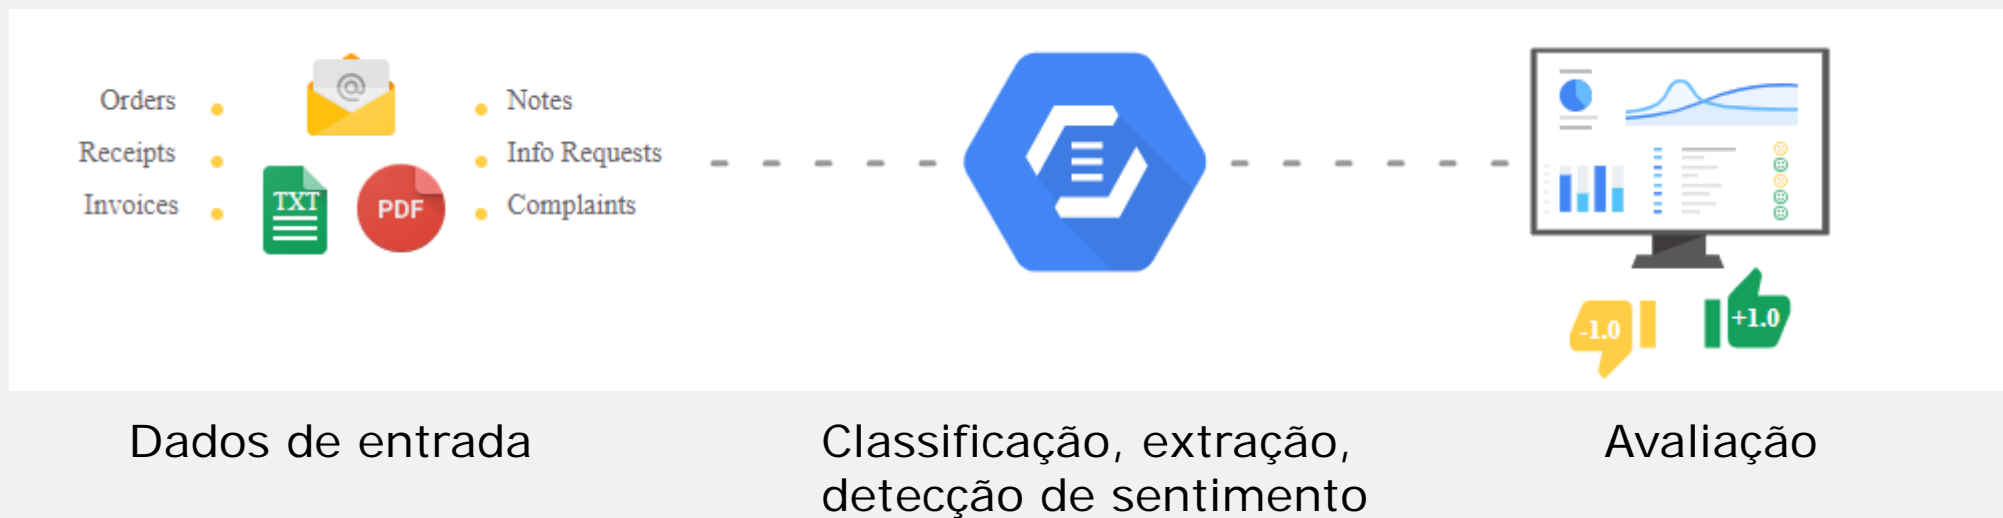 Orders
Receipts
Invoices
@
TXT
PDF
Notes
Info Requests
Complaints
-1.0
+1.0
Dados de entrada
Classificação, extração,
detecção de sentimento
Avaliação